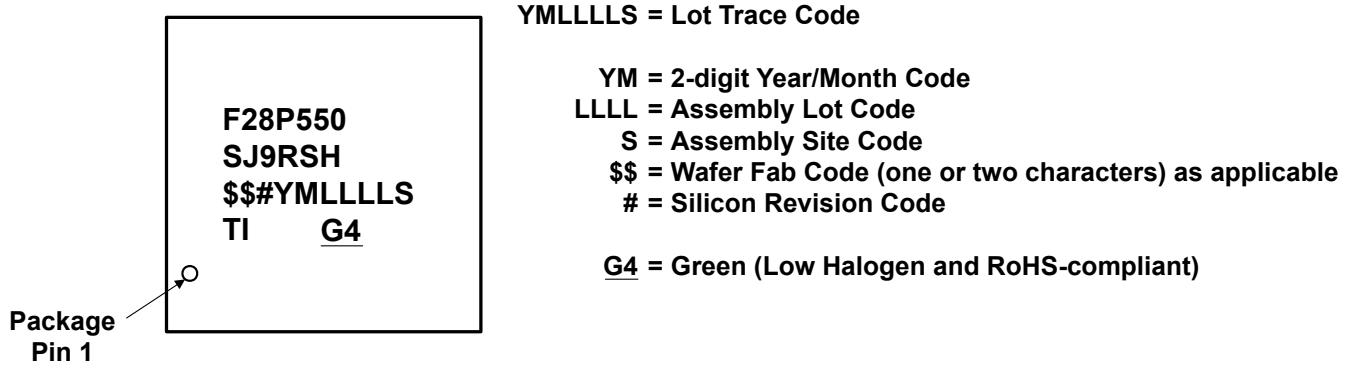 F28P550
SJ9RSH
$$#YMLLLLS
TI G4
Package
Pin 1
YMLLLLS = Lot Trace Code
YM = 2-digit Year/Month Code
LLLL = Assembly Lot Code
S = Assembly Site Code
$$ = Wafer Fab Code (one or two characters) as applicable
# = Silicon Revision Code
G4 = Green (Low Halogen and RoHS-compliant)